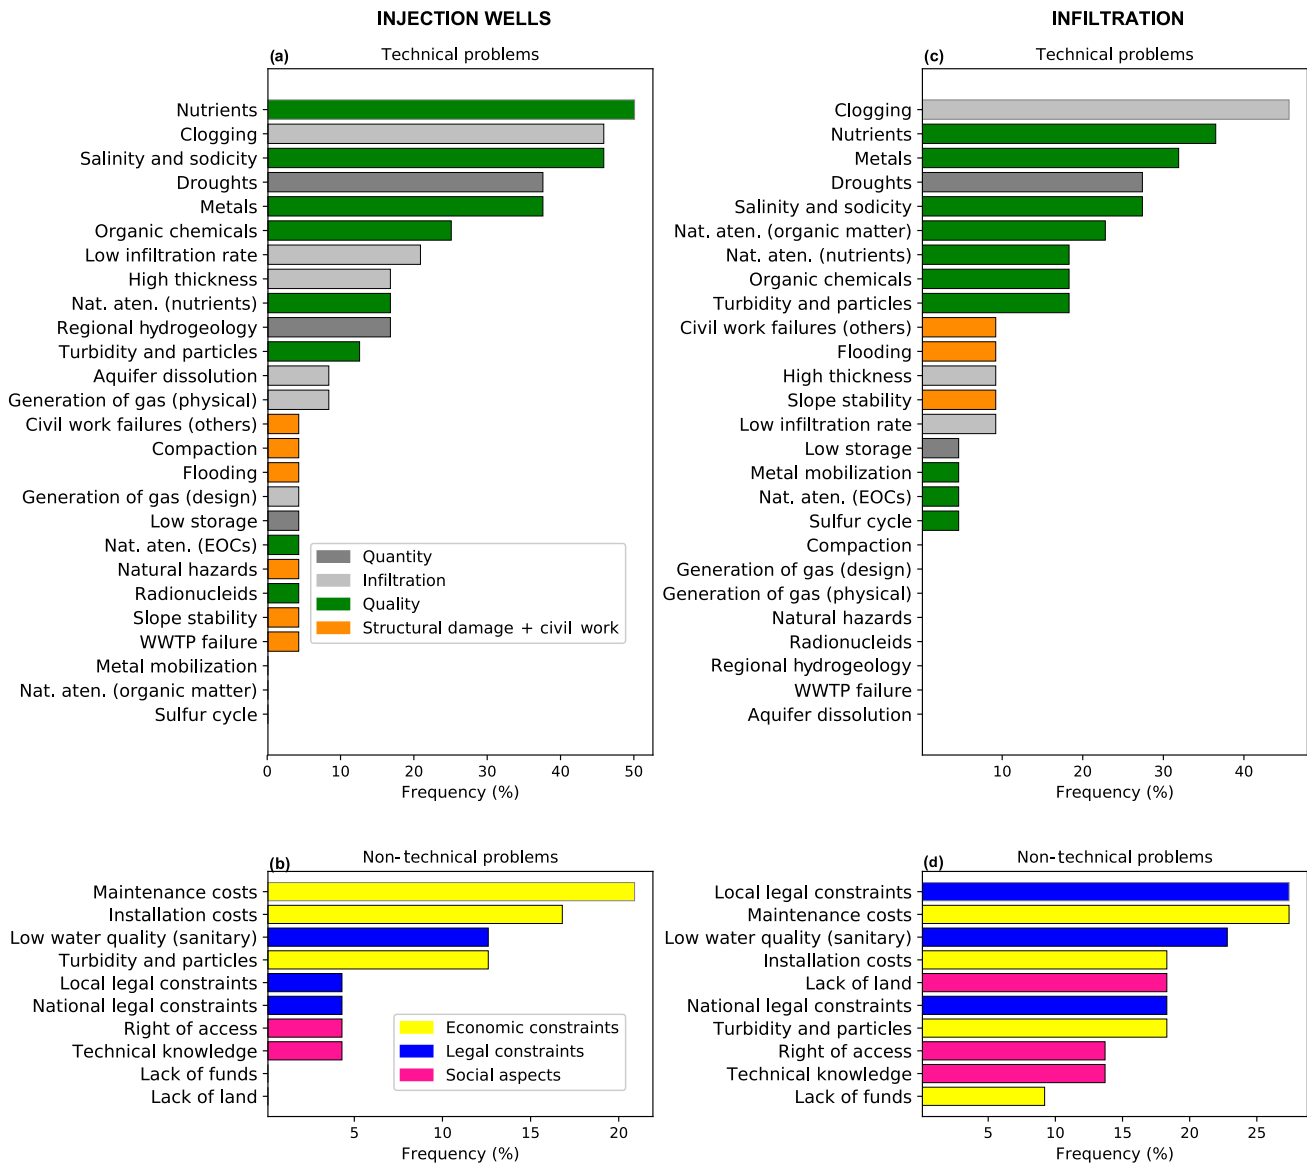 INJECTION WELLS
INFILTRATION
(a)
Technical problems
Nutrients
Clogging
Salinity and sodicity
Droughts
Metals
Organic chemicals
Low infiltration rate
High thickness
Nat. aten. (nutrients)
Regional hydrogeology
Turbidity and particles
Aquifer dissolution
Generation of gas (physical)
Civil work failures (others)
Compaction
Flooding
Generation of gas (design)
Low storage
Nat. aten. (EOCs)
Natural hazards
Radionucleids
Slope stability
WWTP failure
Metal mobilization
Nat. aten. (organic matter)
Sulfur cycle
Quantity
Infiltration
Quality
Structural damage + civil work
0 10 20 30 40 50
Frequency (%)
(c)
Technical problems
Clogging
Nutrients
Metals
Droughts
Salinity and sodicity
Nat. aten. (organic matter)
Nat. aten. (nutrients)
Organic chemicals
Turbidity and particles
Civil work failures (others)
Flooding
High thickness
Slope stability
Low infiltration rate
Low storage
Metal mobilization
Nat. aten. (EOCs)
Sulfur cycle
Compaction
Generation of gas (design)
Generation of gas (physical)
Natural hazards
Radionucleids
Regional hydrogeology
WWTP failure
Aquifer dissolution
10 20 30 40
Frequency (%)
(b)
Non-technical problems
Maintenance costs
Installation costs
Low water quality (sanitary)
Turbidity and particles
Local legal constraints
National legal constraints
Right of access
Technical knowledge
Lack of funds
Lack of land
Economic constraints
Legal constraints
Social aspects
5 10 15 20
Frequency (%)
(d)
Non-technical problems
Local legal constraints
Maintenance costs
Low water quality (sanitary)
Installation costs
Lack of land
National legal constraints
Turbidity and particles
Right of access
Technical knowledge
Lack of funds
5 10 15 20 25
Frequency (%)